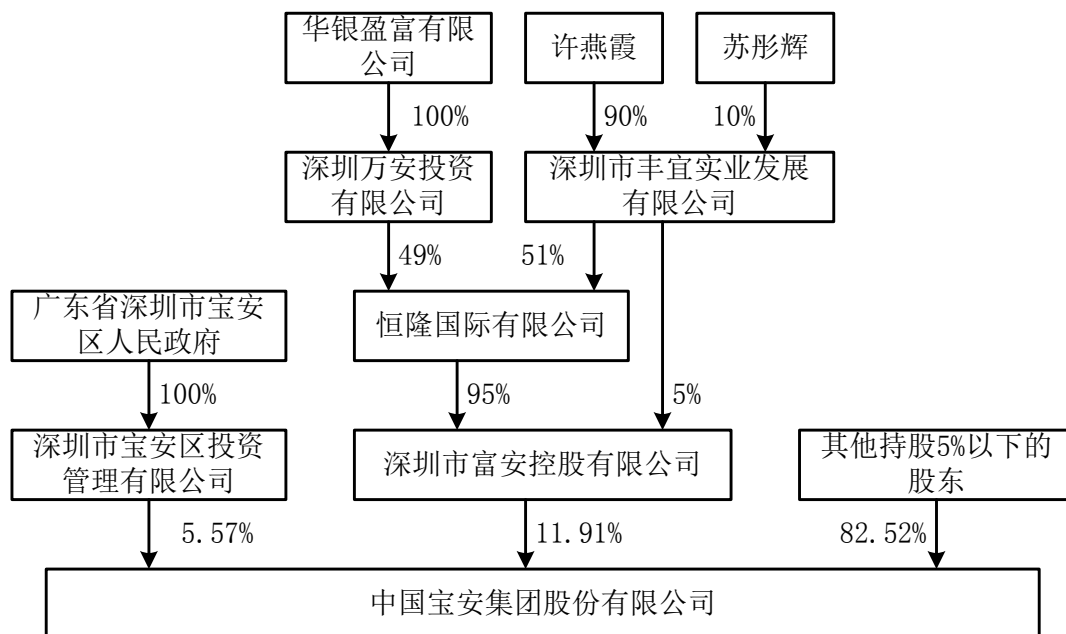 华银盈富有限
公司
许燕霞
苏彤辉
100%
90%
10%
深圳万安投资
有限公司
深圳市丰宜实业发展
有限公司
49%
51%
广东省深圳市宝安
区人民政府
恒隆国际有限公司
100%
95%
5%
深圳市宝安区投资
管理有限公司
深圳市富安控股有限公司
其他持股5%以下的
股东
5.57%
11.91%
82.52%
中国宝安集团股份有限公司